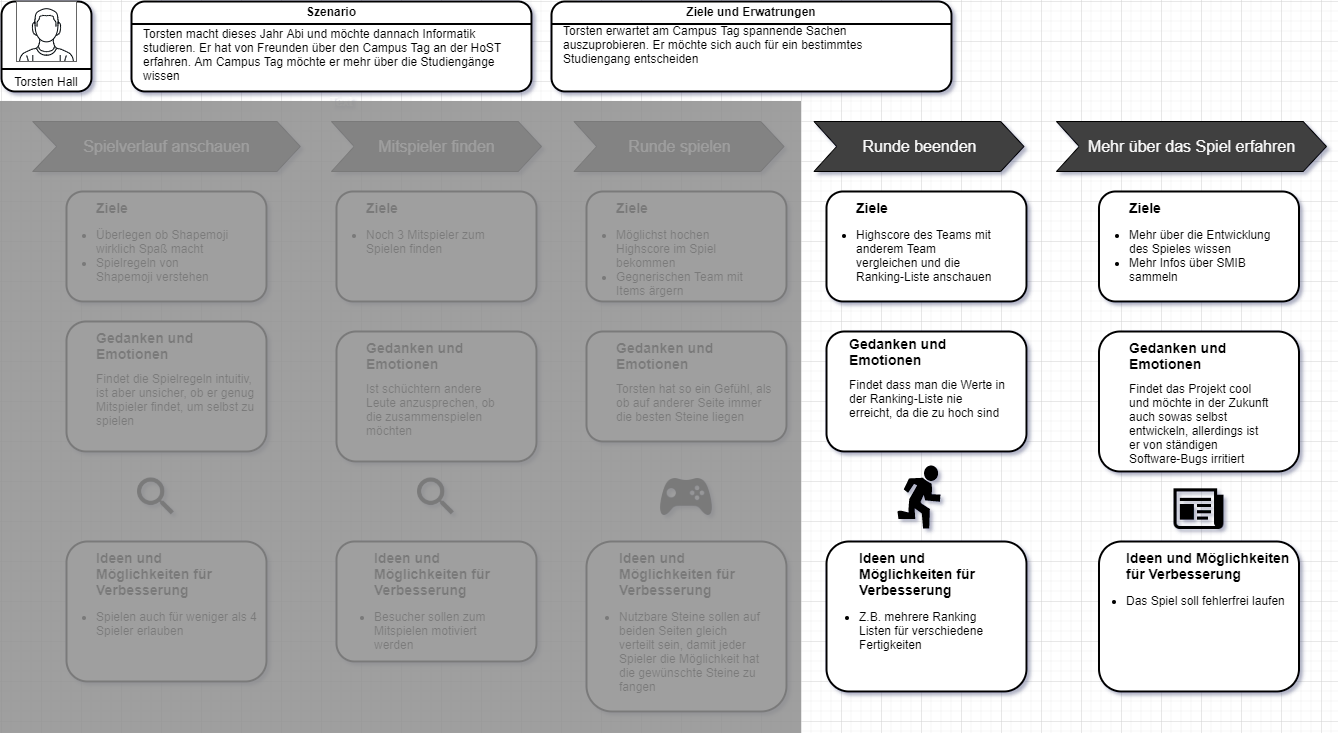 Torsten Hall
Szenario
Torsten macht dieses Jahr Abi und möchte dannach Informatik
studieren. Er hat von Freunden über den Campus Tag an der HoST
erfahren. Am Campus Tag möchte er mehr über die Studiengänge
wissen
Ziele und Erwatrungen
Torsten erwartet am Campus Tag spannende Sachen
auszuprobieren. Er möchte sich auch für ein bestimmtes
Studiengang entscheiden
Spielverlauf anschauen
Ziele
• Überlegen ob Shapemoji
wirklich Spaß macht
• Spielregeln von
Shapemoji verstehen
Gedanken und
Emotionen
Findet die Spielregeln intuitiv,
ist aber unsicher, ob er genug
Mitspieler findet, um selbst zu
spielen
Ideen und
Möglichkeiten für
Verbesserung
• Spielen auch für weniger als 4
Spieler erlauben
Mitspieler finden
Ziele
• Noch 3 Mitspieler zum
Spielen finden
Gedanken und
Emotionen
Ist schüchtern andere
Leute anzusprechen, ob
die zusammenspielen
möchten
Ideen und
Möglichkeiten für
Verbesserung
• Besucher sollen zum
Mitspielen motiviert
werden
Runde spielen
Ziele
• Möglichst hochen
Highscore im Spiel
bekommen
• Gegnerischen Team mit
Items ärgern
Gedanken und
Emotionen
Torsten hat so ein Gefühl, als
ob auf anderer Seite immer
die besten Steine liegen
Ideen und
Möglichkeiten für
Verbesserung
• Nutzbare Steine sollen auf
beiden Seiten gleich
verteilt sein, damit jeder
Spieler die Möglichkeit hat
die gewünschte Steine zu
fangen
Runde beenden
Ziele
• Highscore des Teams mit
anderem Team
vergleichen und die
Ranking-Liste anschauen
Gedanken und
Emotionen
Findet dass man die Werte in
der Ranking-Liste nie
erreicht, da die zu hoch sind
Ideen und
Möglichkeiten für
Verbesserung
• Z.B. mehrere Ranking
Listen für verschiedene
Fertigkeiten
Mehr über das Spiel erfahren
Ziele
• Mehr über die Entwicklung
des Spieles wissen
• Mehr Infos über SMIB
sammeln
Gedanken und
Emotionen
Findet das Projekt cool
und möchte in der Zukunft
auch sowas selbst
entwickeln, allerdings ist
er von ständigen
Software-Bugs irritiert
Ideen und Möglichkeiten
für Verbesserung
• Das Spiel soll fehlerfrei laufen